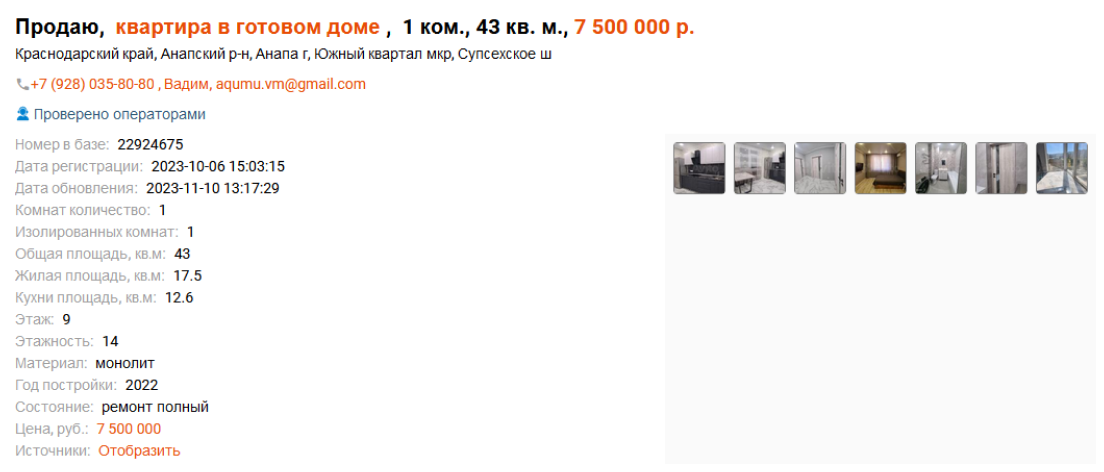 Продаю, квартира в готовом доме , 1 ком., 43 кв. м., 7 500 000 р.
Краснодарский край, Анапский р-н, Анапа г, Южный квартал мкр, Супсехское ш
+7 (928) 035-80-80 , Вадим, aqumu.vm@gmail.com
Проверено операторами
Номер в базе: 22924675
Дата регистрации: 2023-10-06 15:03:15
Дата обновления: 2023-11-10 13:17:29
Комнат количество: 1
Изолированных комнат: 1
Общая площадь, кв.м: 43
Жилая площадь, кв.м: 17.5
Кухни площадь, кв.м: 12.6
Этаж: 9
Этажность: 14
Материал: монолит
Год постройки: 2022
Состояние: ремонт полный
Цена, руб.: 7 500 000
Источники: Отобразить